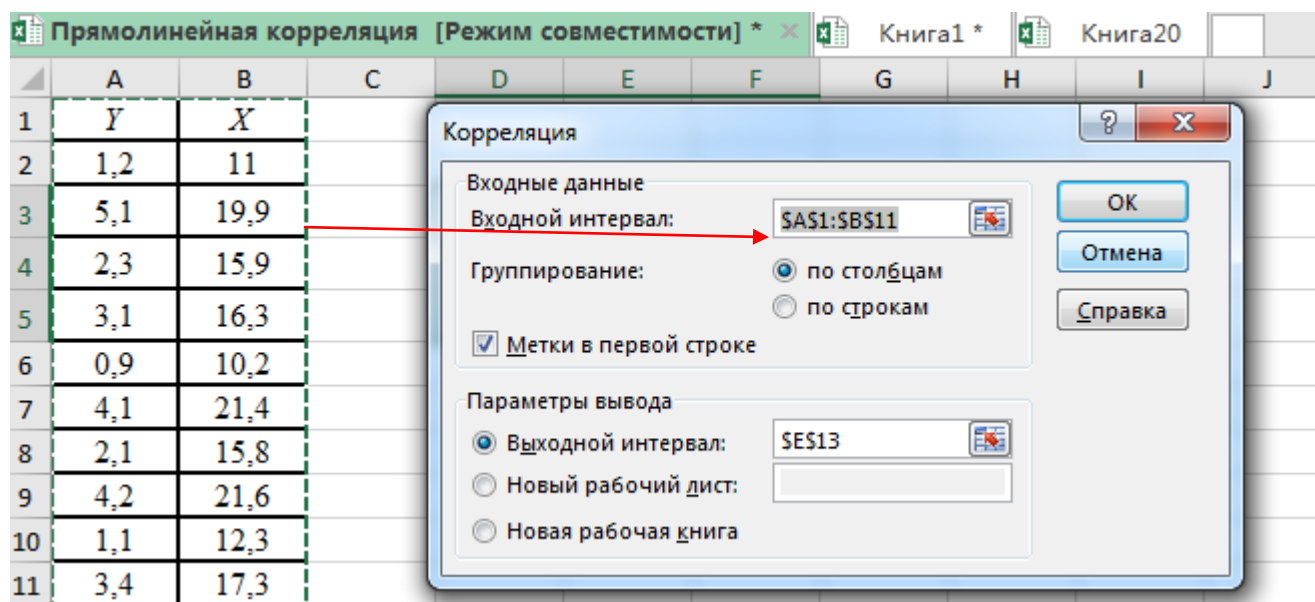 Прямолинейная корреляция [Режим совместимости] * Книга1 * Книга20
A B C D E F G H I J
1 Y X
2 1,2 11
3 5,1 19,9
4 2,3 15,9
5 3,1 16,3
6 0,9 10,2
7 4,1 21,4
8 2,1 15,8
9 4,2 21,6
10 1,1 12,3
11 3,4 17,3
Корреляция
Входные данные
Входной интервал: $A$1:$B$11
Группирование: по столбцам
по строкам
Метки в первой строке
Параметры вывода
Выходной интервал: $E$13
Новый рабочий лист:
Новая рабочая книга
?
OK
Отмена
Справка